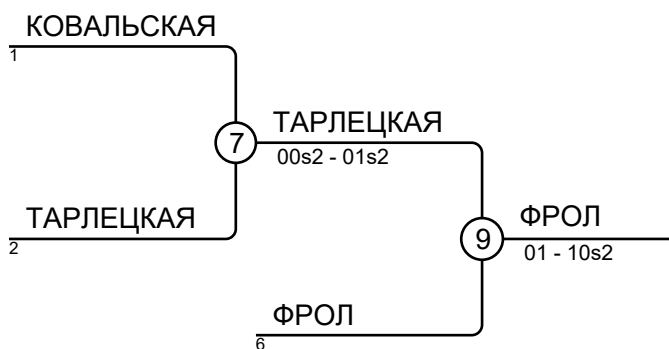 КОВАЛЬСКАЯ
1
7
ТАРЛЕЦКАЯ
00s2 - 01s2
ТАРЛЕЦКАЯ
2
9
ФРОЛ
01 - 10s2
ФРОЛ
6